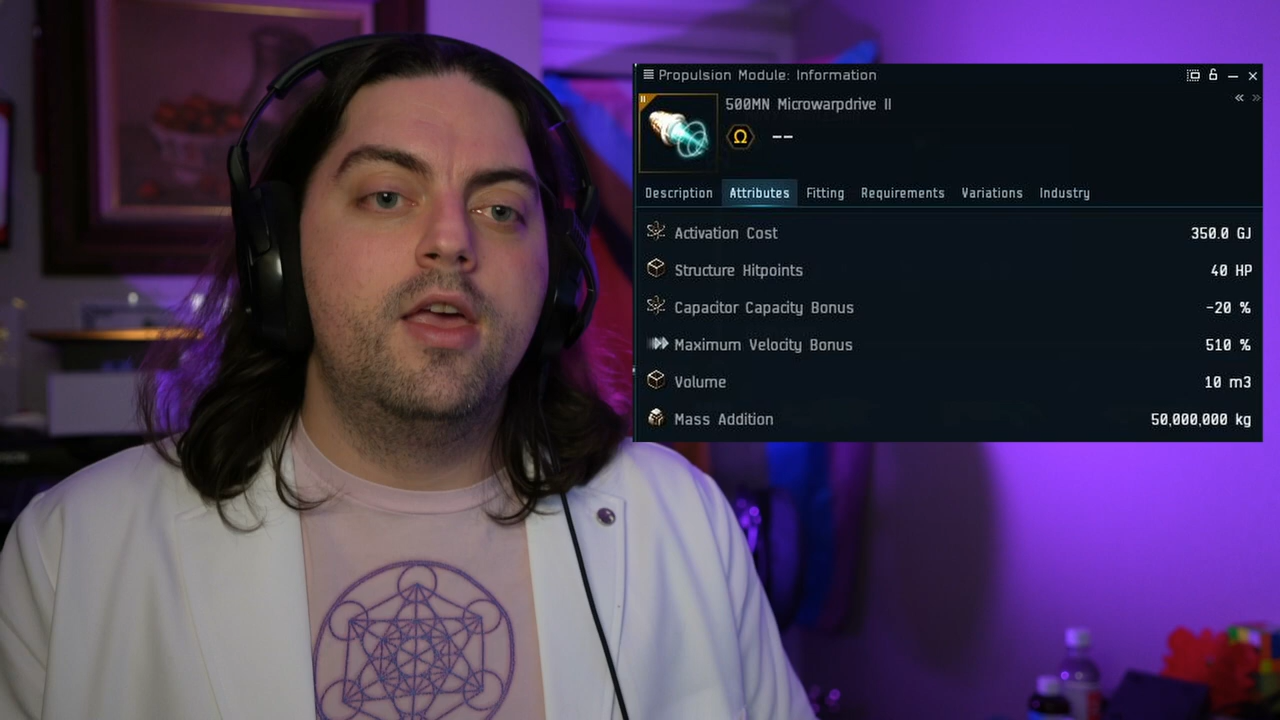 Propulsion Module: Information
II
500MN Microwarpdrive II
Ω --
Description Attributes Fitting Requirements Variations Industry
Activation Cost 350.0 GJ
Structure Hitpoints 40 HP
Capacitor Capacity Bonus -20 %
Maximum Velocity Bonus 510 %
Volume 10 m3
Mass Addition 50,000,000 kg